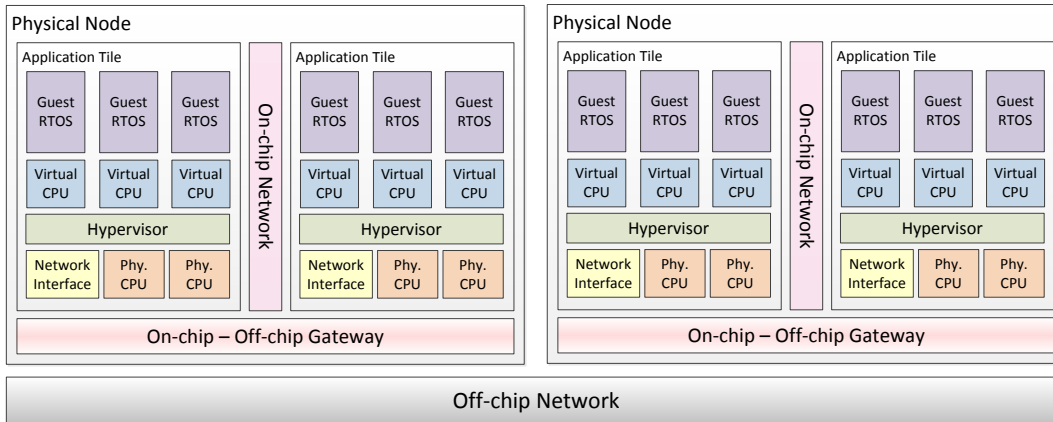 Physical Node
Application Tile
Guest RTOS
Guest RTOS
Guest RTOS
Virtual CPU
Virtual CPU
Virtual CPU
Hypervisor
Network Interface
Phy. CPU
Phy. CPU
On-chip Network
Application Tile
Guest RTOS
Guest RTOS
Guest RTOS
Virtual CPU
Virtual CPU
Virtual CPU
Hypervisor
Network Interface
Phy. CPU
Phy. CPU
On-chip – Off-chip Gateway
Physical Node
Application Tile
Guest RTOS
Guest RTOS
Guest RTOS
Virtual CPU
Virtual CPU
Virtual CPU
Hypervisor
Network Interface
Phy. CPU
Phy. CPU
On-chip Network
Application Tile
Guest RTOS
Guest RTOS
Guest RTOS
Virtual CPU
Virtual CPU
Virtual CPU
Hypervisor
Network Interface
Phy. CPU
Phy. CPU
On-chip – Off-chip Gateway
Off-chip Network